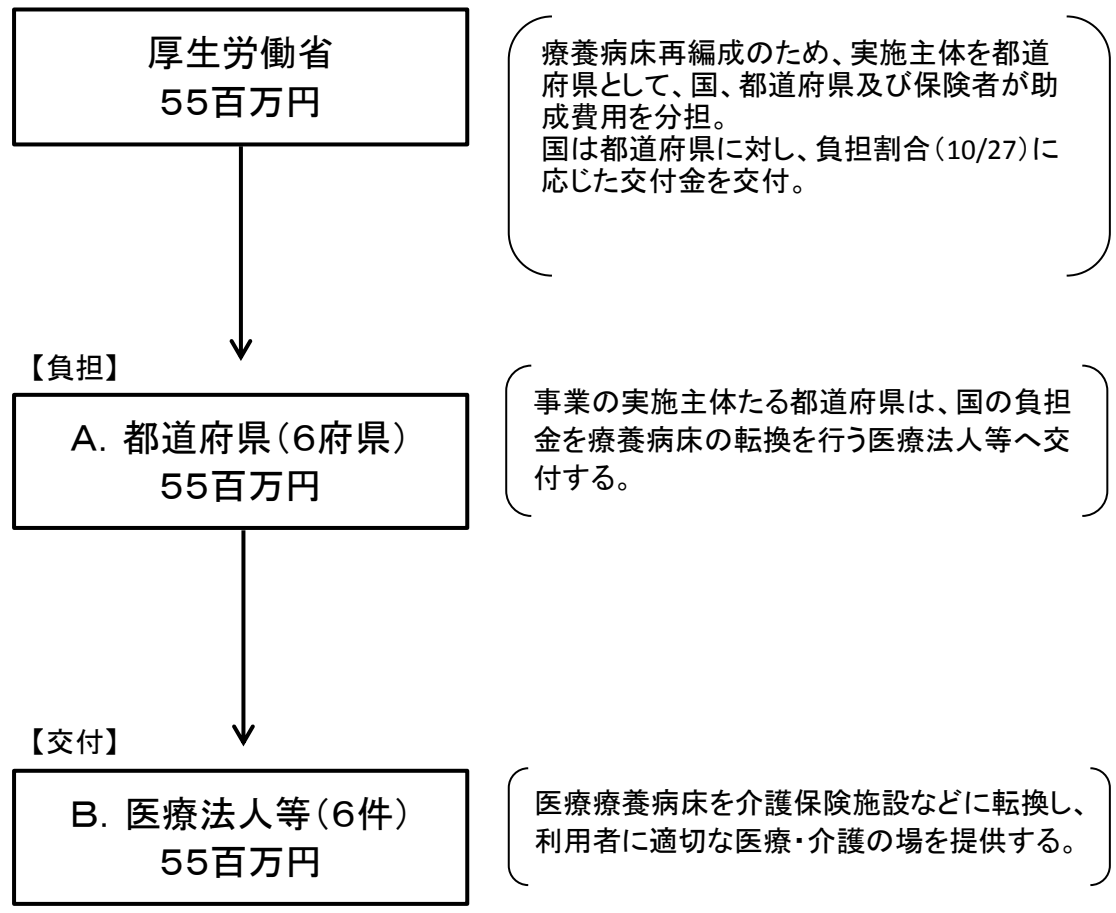 厚生労働省
55百万円
療養病床再編成のため、実施主体を都道
府県として、国、都道府県及び保険者が助
成費用を分担。
国は都道府県に対し、負担割合（10/27）に
応じた交付金を交付。
【負担】
A．都道府県（6府県）
55百万円
事業の実施主体たる都道府県は、国の負担
金を療養病床の転換を行う医療法人等へ交
付する。
【交付】
B．医療法人等（6件）
55百万円
医療療養病床を介護保険施設などに転換し、
利用者に適切な医療・介護の場を提供する。